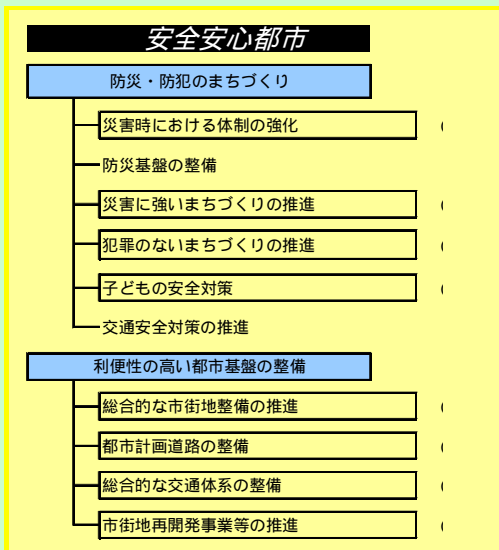 安全安心都市
防災・防犯のまちづくり
災害時における体制の強化
防災基盤の整備
災害に強いまちづくりの推進
犯罪のないまちづくりの推進
子どもの安全対策
交通安全対策の推進
利便性の高い都市基盤の整備
総合的な市街地整備の推進
都市計画道路の整備
総合的な交通体系の整備
市街地再開発事業等の推進